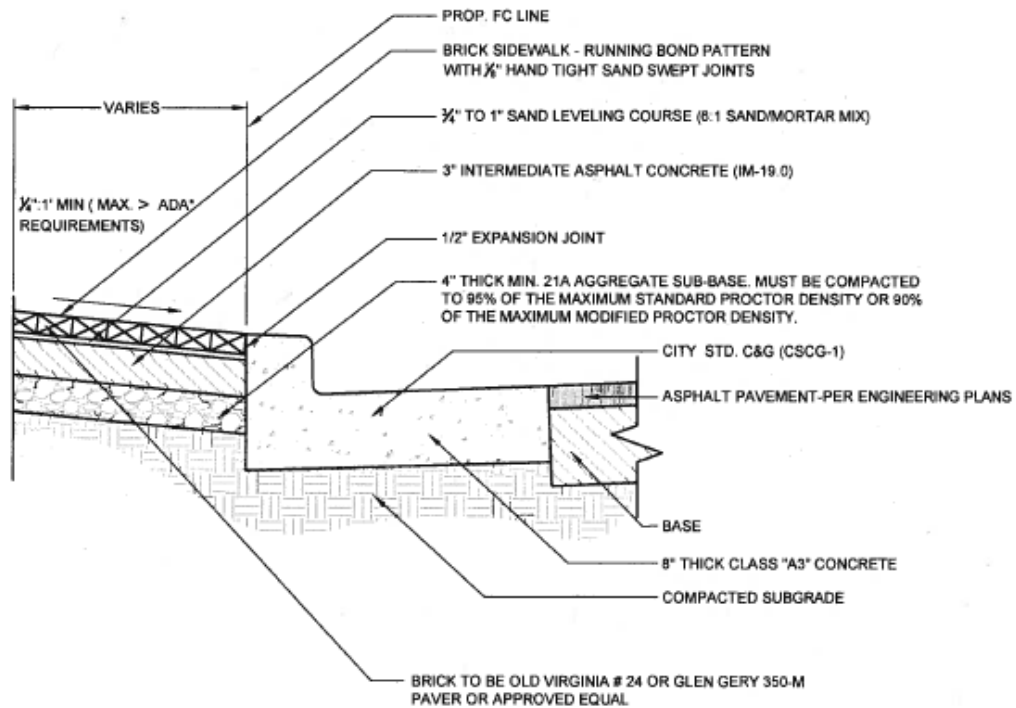 PROP. FC LINE
BRICK SIDEWALK - RUNNING BOND PATTERN
WITH ⅛" HAND TIGHT SAND SWEPT JOINTS
VARIES
¾" TO 1" SAND LEVELING COURSE (6:1 SAND/MORTAR MIX)
3" INTERMEDIATE ASPHALT CONCRETE (IM-19.0)
¼":1' MIN ( MAX. > ADA"
REQUIREMENTS)
1/2" EXPANSION JOINT
4" THICK MIN. 21A AGGREGATE SUB-BASE. MUST BE COMPACTED
TO 95% OF THE MAXIMUM STANDARD PROCTOR DENSITY OR 90%
OF THE MAXIMUM MODIFIED PROCTOR DENSITY.
CITY STD. C&G (CSCG-1)
ASPHALT PAVEMENT-PER ENGINEERING PLANS
BASE
8" THICK CLASS "A3" CONCRETE
COMPACTED SUBGRADE
BRICK TO BE OLD VIRGINIA # 24 OR GLEN GERY 350-M
PAVER OR APPROVED EQUAL